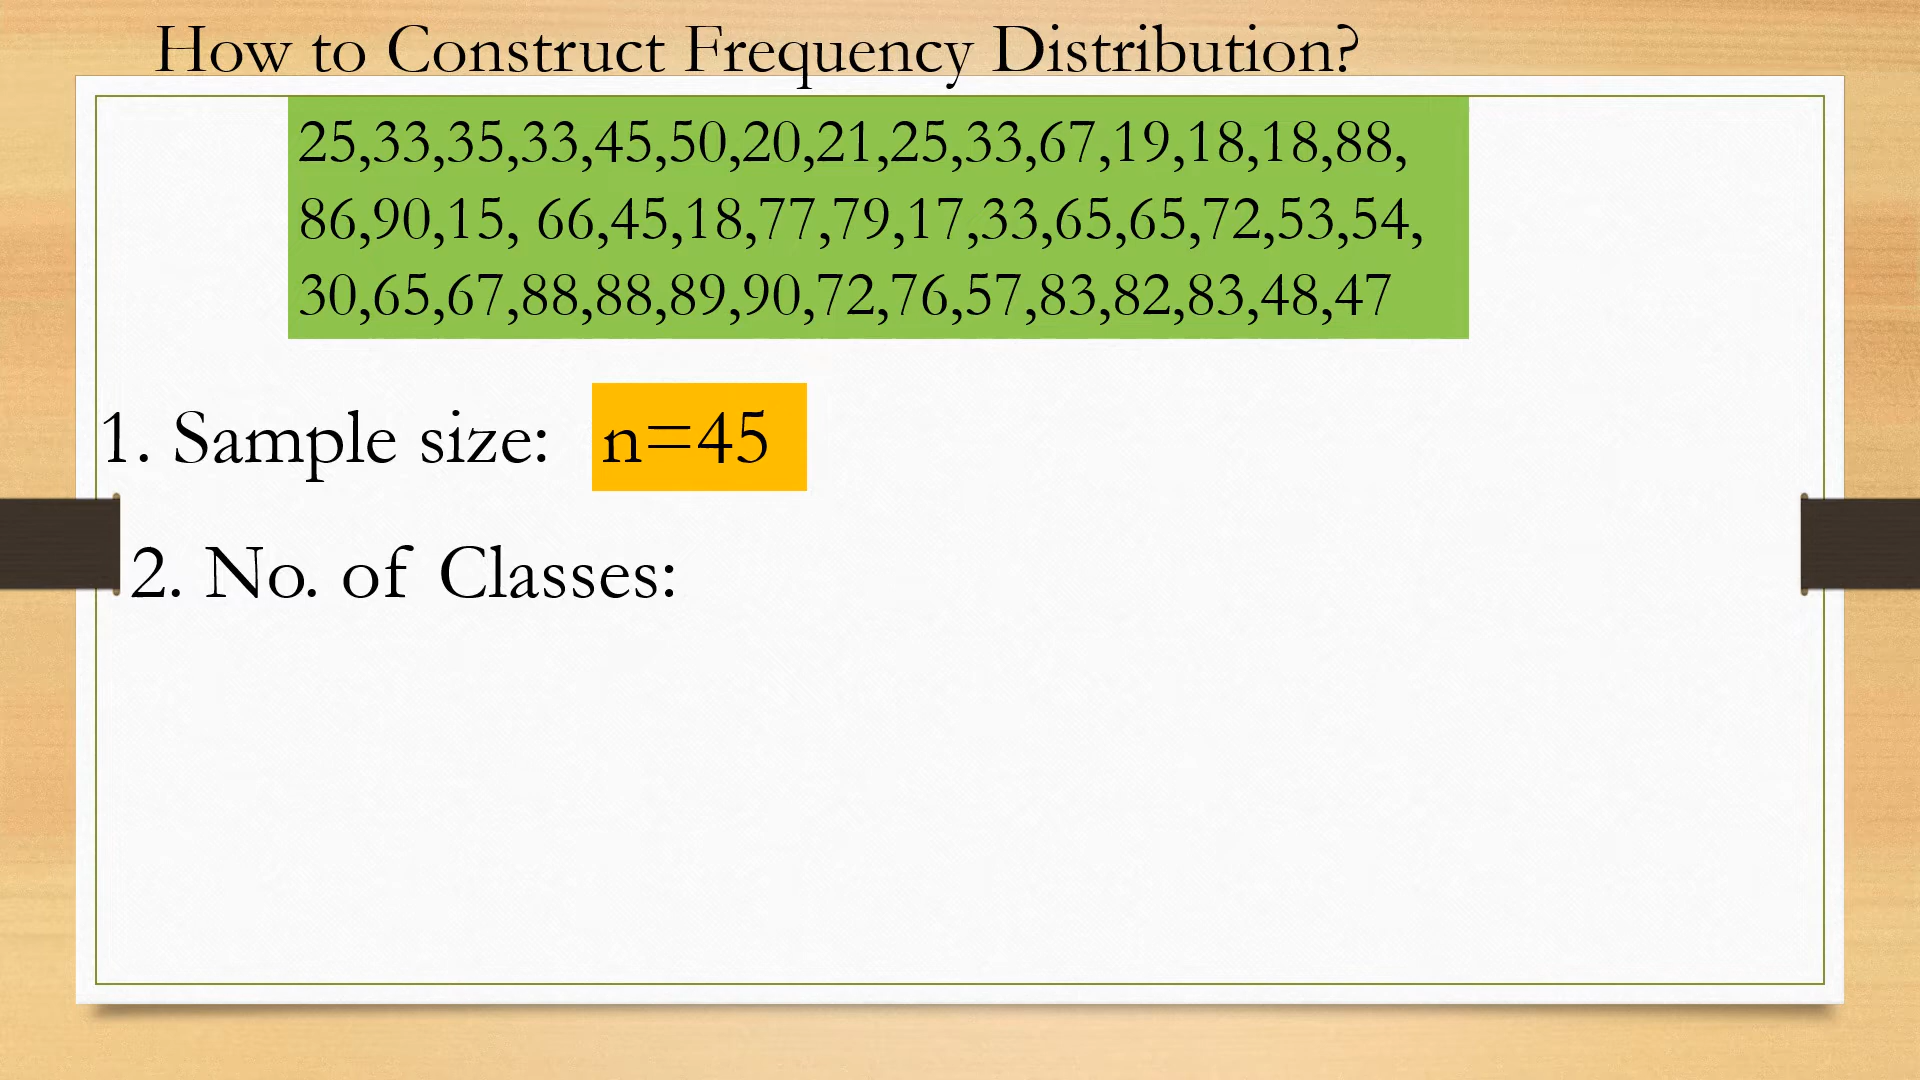 How to Construct Frequency Distribution?
25,33,35,33,45,50,20,21,25,33,67,19,18,18,88,
86,90,15, 66,45,18,77,79,17,33,65,65,72,53,54,
30,65,67,88,88,89,90,72,76,57,83,82,83,48,47
1. Sample size: n=45
2. No. of Classes: